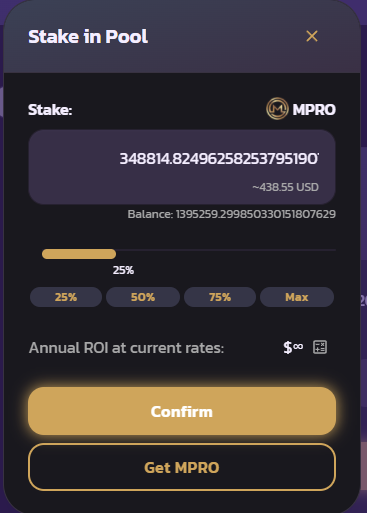 Stake in Pool
Stake: MPRO
348814.82496258253795190
~438.55 USD
Balance: 1395259.299850330151807629
25%
25% 50% 75% Max
Annual ROI at current rates: $∞
Confirm
Get MPRO